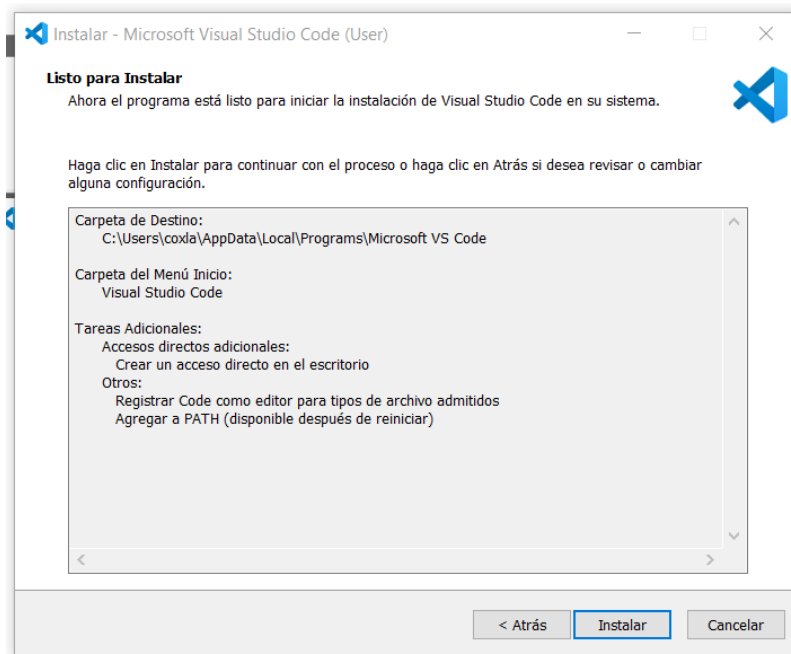 Instalar - Microsoft Visual Studio Code (User)
Listo para Instalar
Ahora el programa está listo para iniciar la instalación de Visual Studio Code en su sistema.
Haga clic en Instalar para continuar con el proceso o haga clic en Atrás si desea revisar o cambiar
alguna configuración.
Carpeta de Destino:
C:\Users\coxla\AppData\Local\Programs\Microsoft VS Code
Carpeta del Menú Inicio:
Visual Studio Code
Tareas Adicionales:
Accesos directos adicionales:
Crear un acceso directo en el escritorio
Otros:
Registrar Code como editor para tipos de archivo admitidos
Agregar a PATH (disponible después de reiniciar)
< Atrás Instalar Cancelar